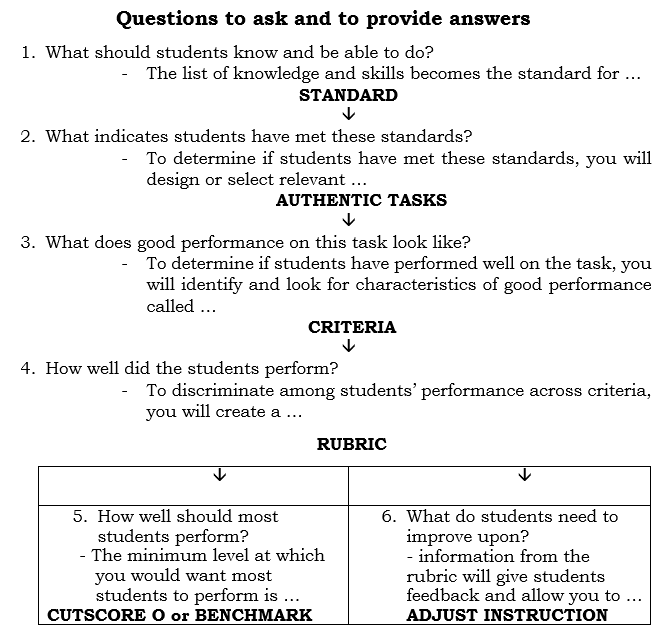 Questions to ask and to provide answers
1. What should students know and be able to do?
- The list of knowledge and skills becomes the standard for …
STANDARD
↓
2. What indicates students have met these standards?
- To determine if students have met these standards, you will
design or select relevant …
AUTHENTIC TASKS
↓
3. What does good performance on this task look like?
- To determine if students have performed well on the task, you
will identify and look for characteristics of good performance
called …
CRITERIA
↓
4. How well did the students perform?
- To discriminate among students’ performance across criteria,
you will create a …
RUBRIC
↓
5. How well should most
students perform?
- The minimum level at which
you would want most
students to perform is …
CUTSCORE O or BENCHMARK
↓
6. What do students need to
improve upon?
- information from the
rubric will give students
feedback and allow you to …
ADJUST INSTRUCTION